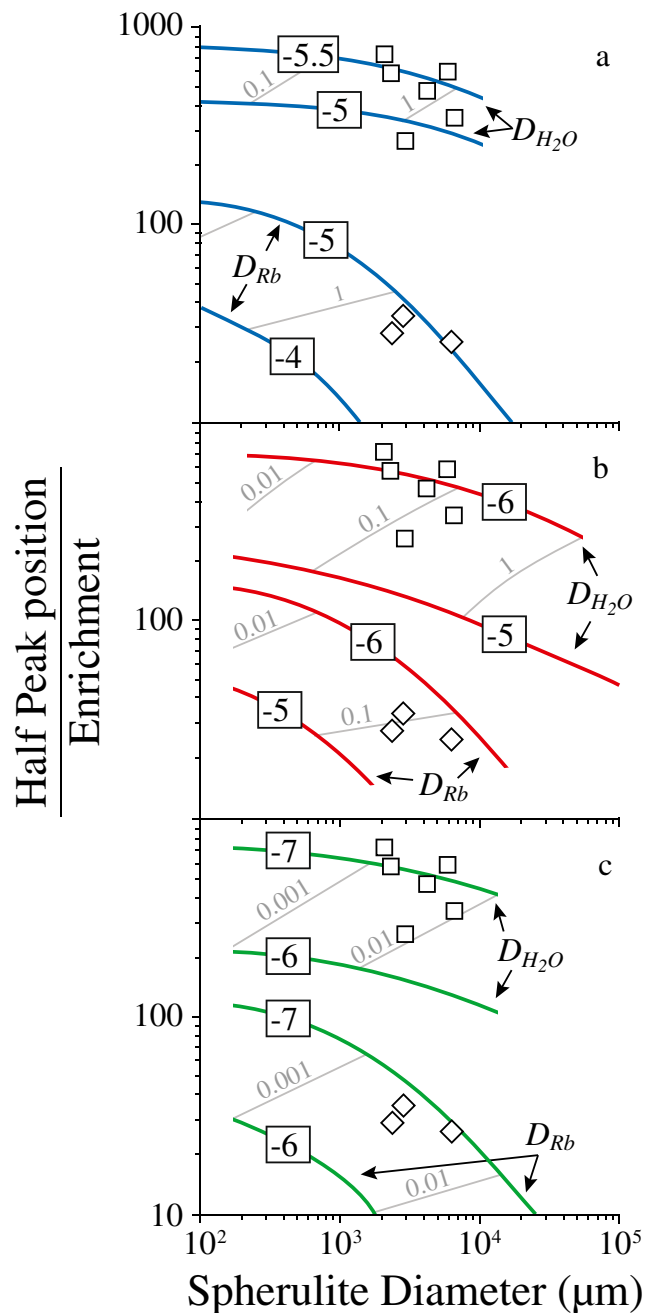 1000
a
-5.5
0.1
1
-5
D_{H_2O}
100
-5
D_{Rb}
1
-4
b
0.01
-6
0.1
1
D_{H_2O}
100
0.01
-6
-5
-5
0.1
D_{Rb}
Half Peak position
Enrichment
c
-7
0.001
0.01
-6
D_{H_2O}
100
-7
0.001
-6
D_{Rb}
0.01
10
10^2 10^3 10^4 10^5
Spherulite Diameter (μm)